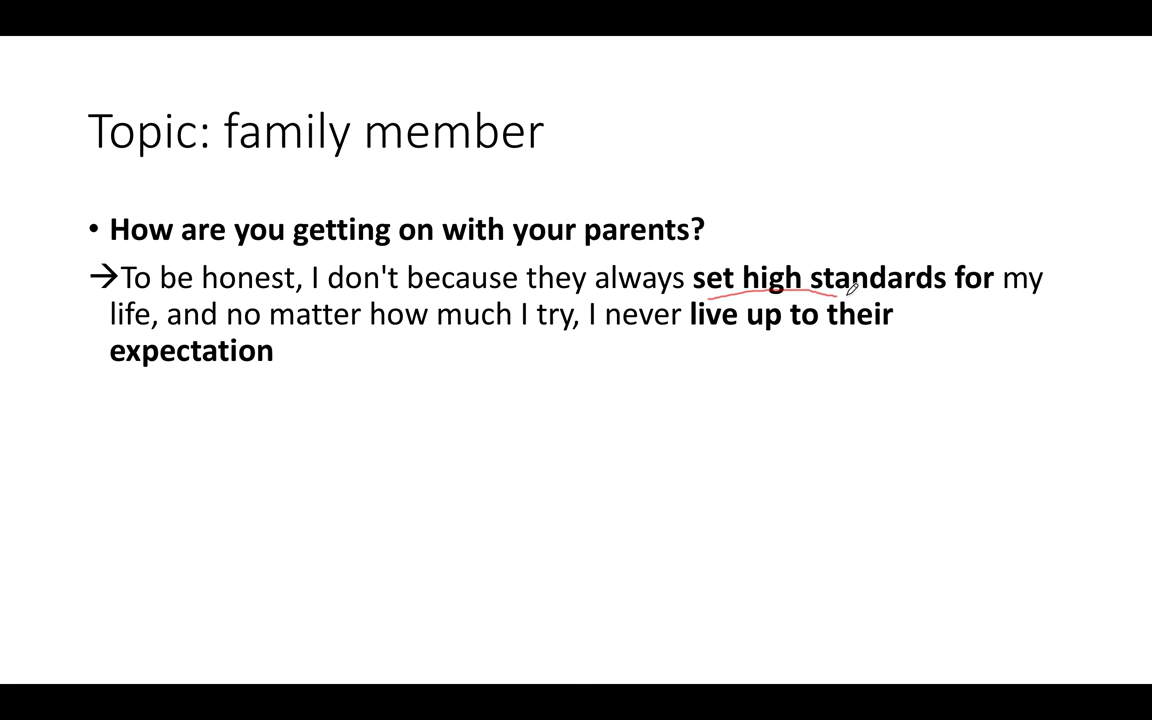 Topic: family member
• How are you getting on with your parents?
→To be honest, I don't because they always set high standards for my
life, and no matter how much I try, I never live up to their
expectation